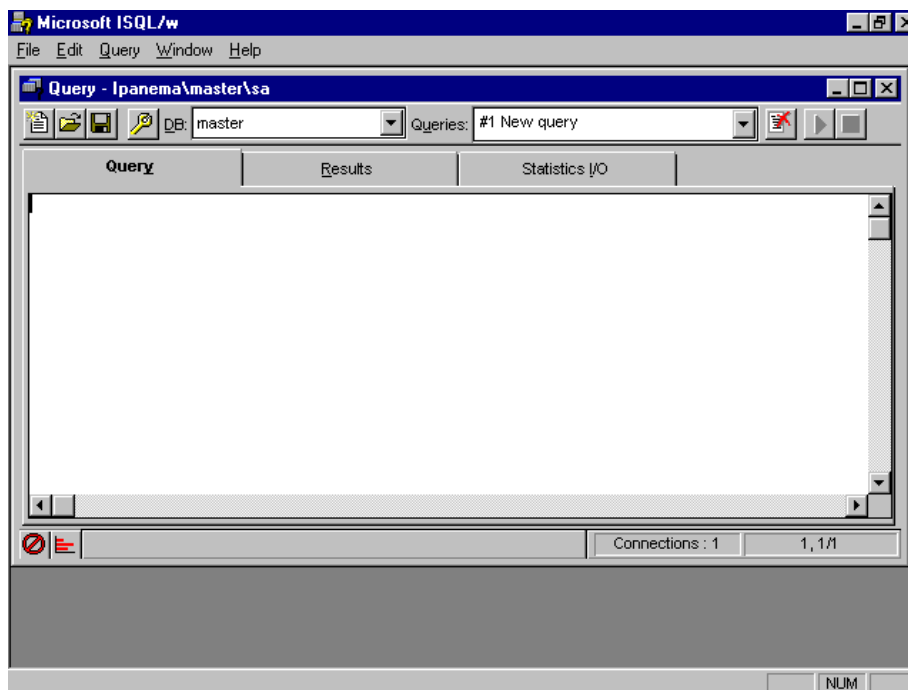 Microsoft ISQL/w
File Edit Query Window Help
Query - Ipanema\master\sa
DB: master Queries: #1 New query
Query Results Statistics I/O
Connections : 1 1, 1/1
NUM